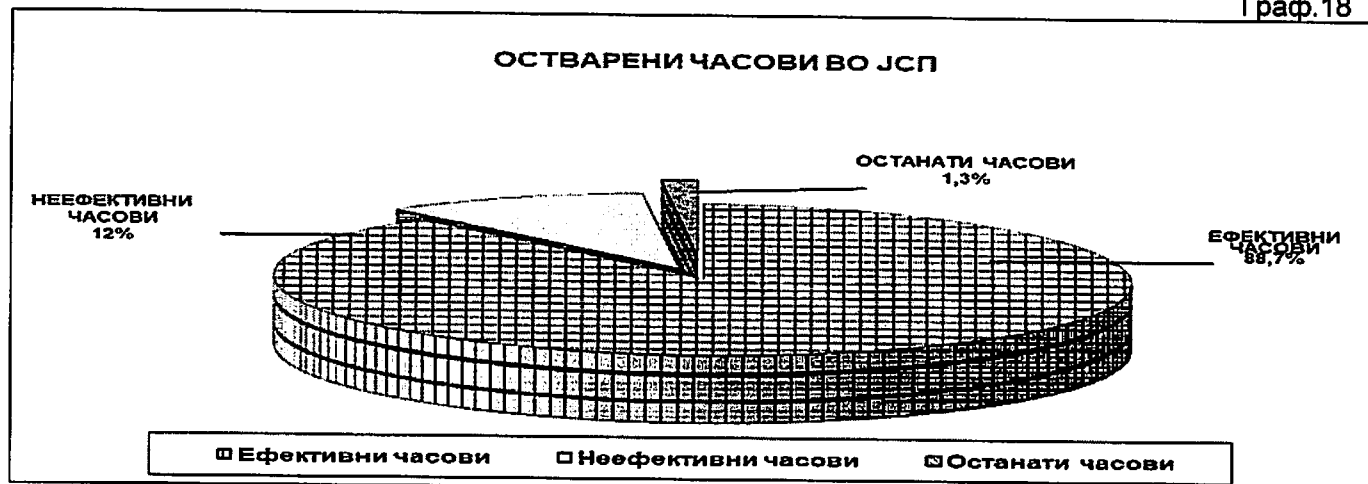 Граф.18
ОСТВАРЕНИ ЧАСОВИ ВО ЈСП
ОСТАНАТИ ЧАСОВИ
1,3%
НЕЕФЕКТИВНИ
ЧАСОВИ
12%
ЕФЕКТИВНИ
ЧАСОВИ
88,7%
Ефективни часови
Неефективни часови
Останати часови